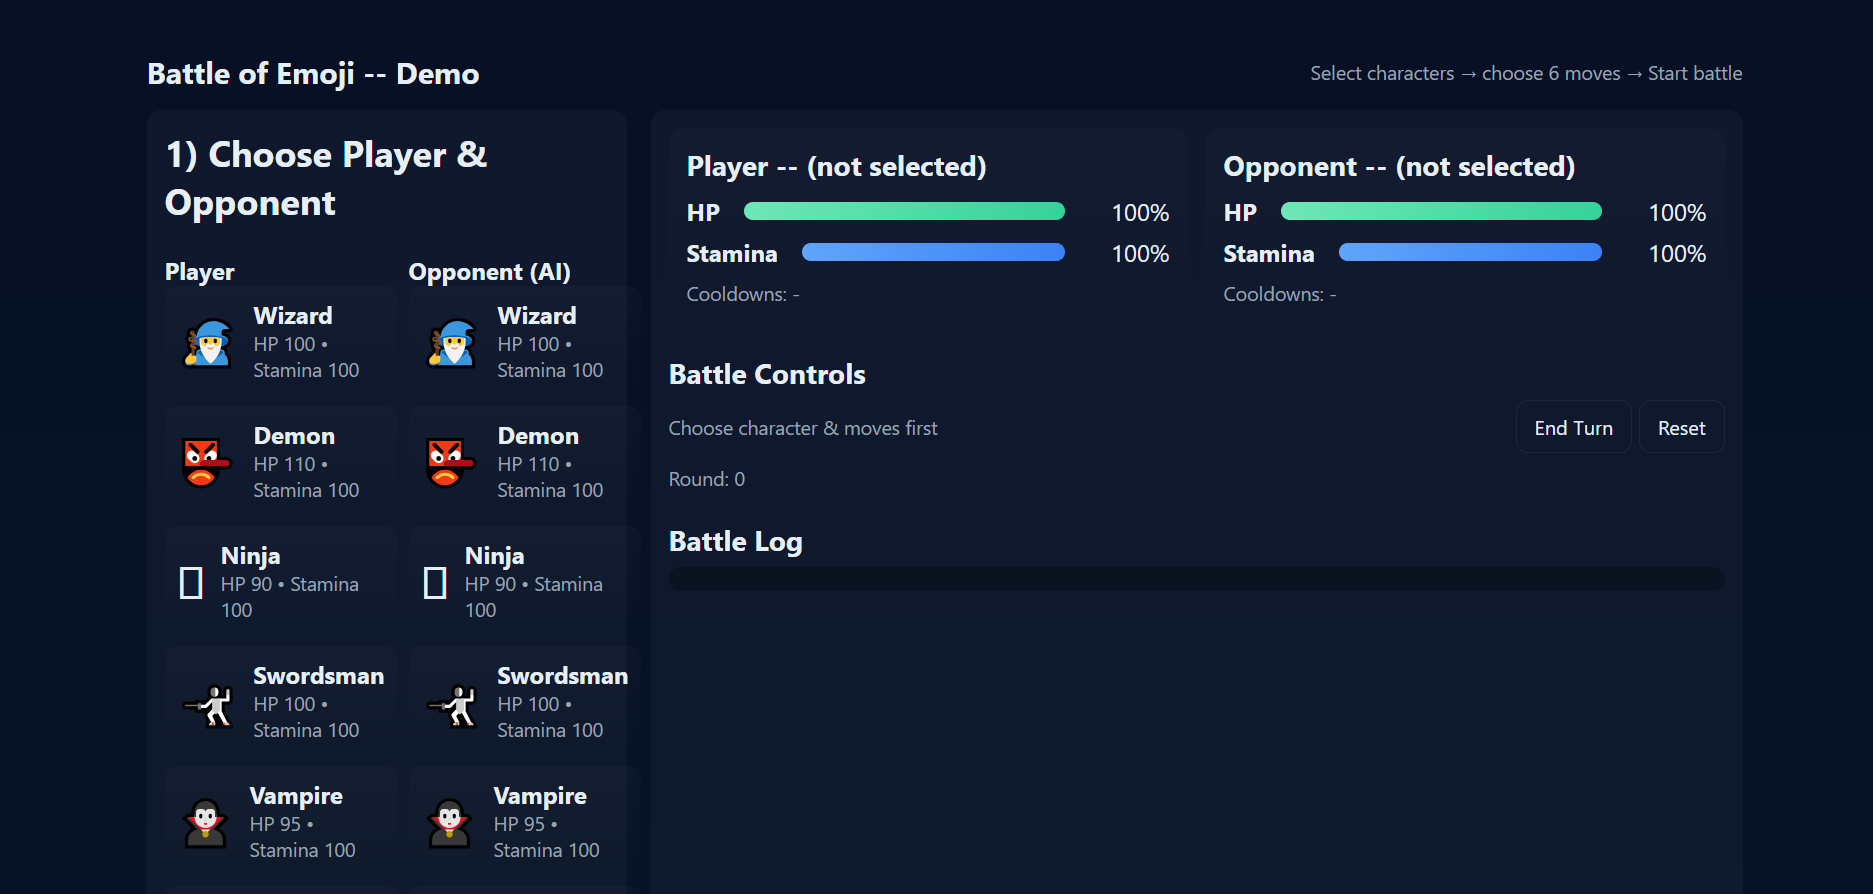 Battle of Emoji -- Demo
Select characters → choose 6 moves → Start battle
1) Choose Player &
Opponent
Player
Wizard
HP 100 •
Stamina 100
Demon
HP 110 •
Stamina 100
Ninja
HP 90 • Stamina
100
Swordsman
HP 100 •
Stamina 100
Vampire
HP 95 •
Stamina 100
Opponent (AI)
Wizard
HP 100 •
Stamina 100
Demon
HP 110 •
Stamina 100
Ninja
HP 90 • Stamina
100
Swordsman
HP 100 •
Stamina 100
Vampire
HP 95 •
Stamina 100
Player -- (not selected)
HP 100%
Stamina 100%
Cooldowns: -
Opponent -- (not selected)
HP 100%
Stamina 100%
Cooldowns: -
Battle Controls
Choose character & moves first
End Turn
Reset
Round: 0
Battle Log